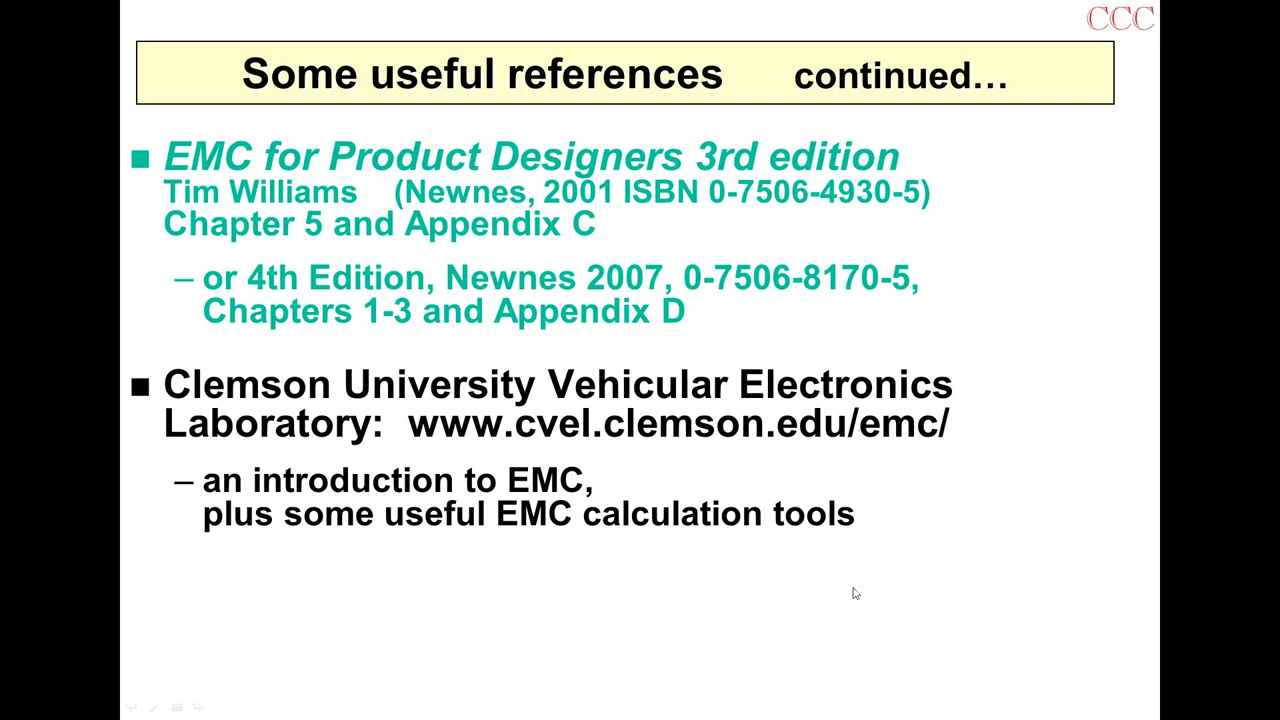 CCC
Some useful references continued…
■ EMC for Product Designers 3rd edition
Tim Williams (Newnes, 2001 ISBN 0-7506-4930-5)
Chapter 5 and Appendix C
– or 4th Edition, Newnes 2007, 0-7506-8170-5,
Chapters 1-3 and Appendix D
■ Clemson University Vehicular Electronics
Laboratory: www.cvel.clemson.edu/emc/
– an introduction to EMC,
plus some useful EMC calculation tools